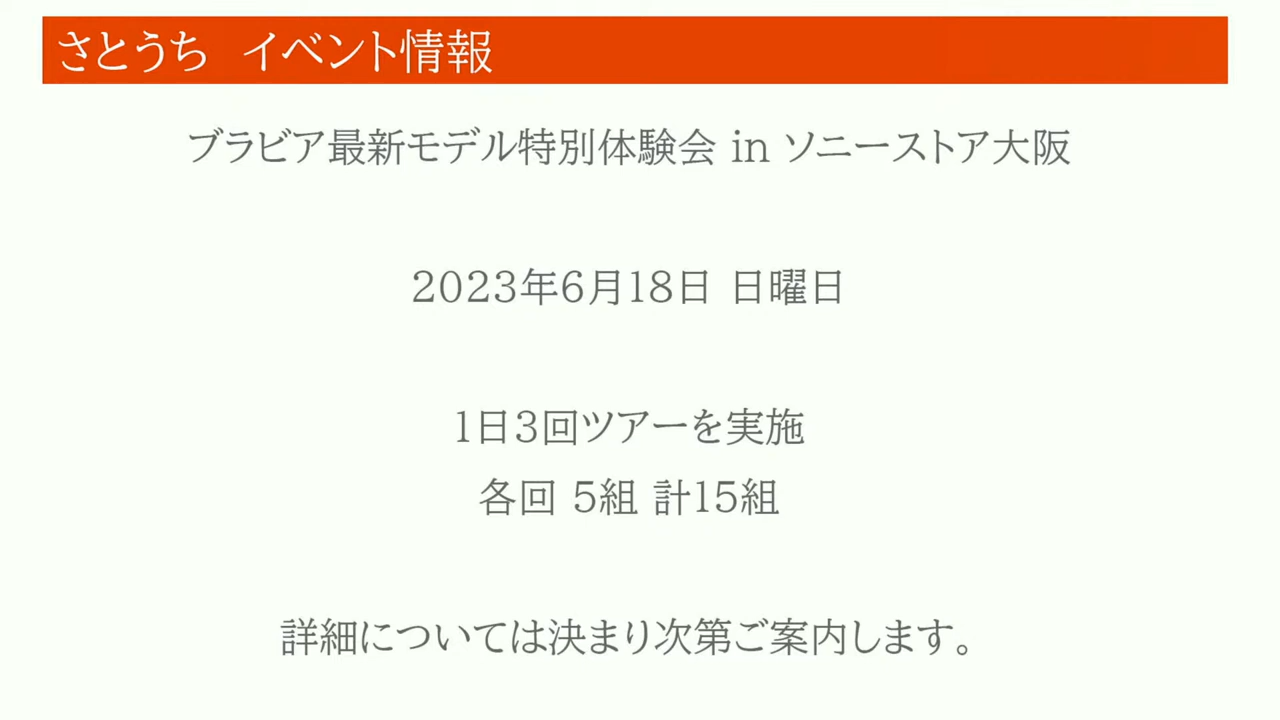 さとうち　イベント情報
ブラビア最新モデル特別体験会 in ソニーストア大阪
2023年6月18日 日曜日
1日3回ツアーを実施
各回 5組 計15組
詳細については決まり次第ご案内します。